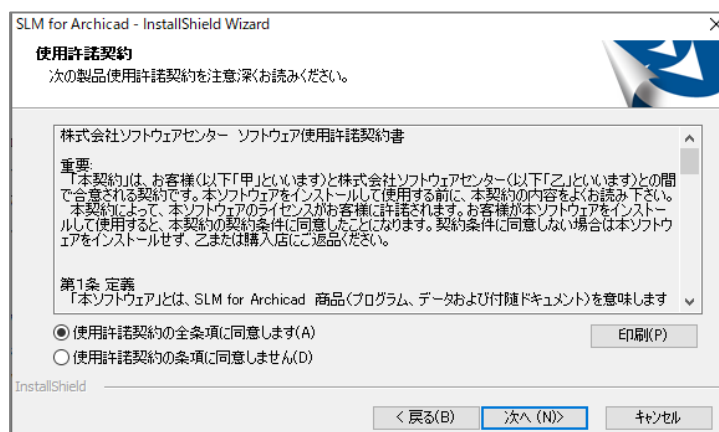 SLM for Archicad - InstallShield Wizard
使用許諾契約
次の製品使用許諾契約を注意深くお読みください。
株式会社ソフトウェアセンター ソフトウェア使用許諾契約書
重要:
「本契約」は、お客様(以下「甲」といいます)と株式会社ソフトウェアセンター(以下「乙」といいます)との間
で合意される契約です。本ソフトウェアをインストールして使用する前に、本契約の内容をよくお読み下さい。
本契約によって、本ソフトウェアのライセンスがお客様に許諾されます。お客様が本ソフトウェアをインストー
ルして使用すると、本契約の契約条件に同意したことになります。契約条件に同意しない場合は本ソフトウ
ェアをインストールせず、乙または購入店にご返品ください。
第1条 定義
「本ソフトウェア」とは、SLM for Archicad 商品(プログラム、データおよび付随ドキュメント)を意味します
使用許諾契約の全条項に同意します(A)
印刷(P)
使用許諾契約の条項に同意しません(D)
InstallShield
< 戻る(B)
次へ (N)>
キャンセル